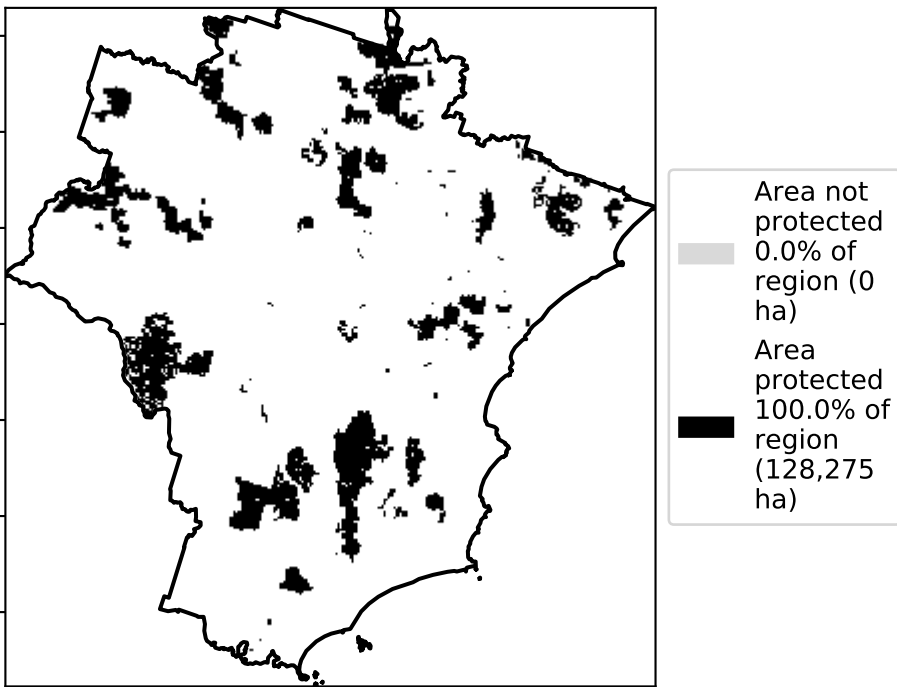 Area not
protected
0.0% of
region (0
ha)
Area
protected
100.0% of
region
(128,275
ha)